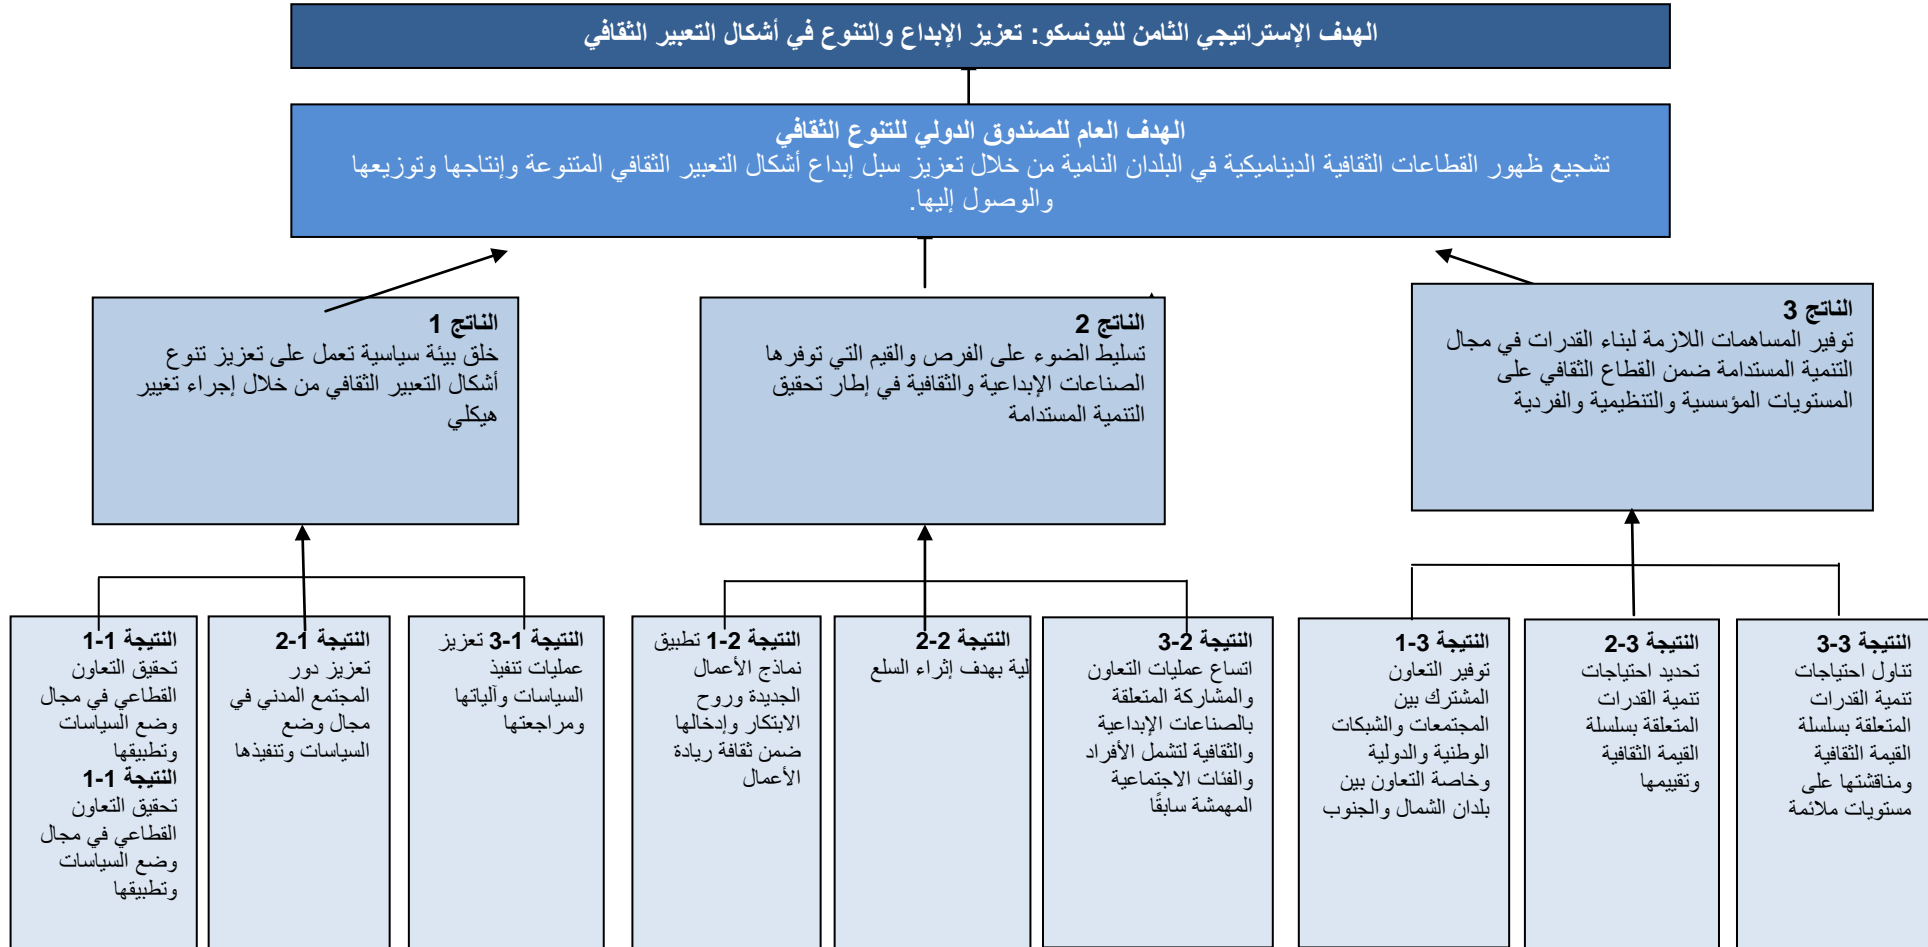 الهدف الإستراتيجي الثامن لليونسكو: تعزيز الإبداع والتنوع في أشكال التعبير الثقافي
الهدف العام للصندوق الدولي للتنوع الثقافي
تشجيع ظهور القطاعات الثقافية الديناميكية في البلدان النامية من خلال تعزيز سبل إبداع أشكال التعبير الثقافي المتنوعة وإنتاجها وتوزيعها
والوصول إليها.
الناتج 1
خلق بيئة سياسية تعمل على تعزيز تنوع
أشكال التعبير الثقافي من خلال إجراء تغيير
هيكلي
الناتج 2
تسليط الضوء على الفرص والقيم التي توفرها
الصناعات الإبداعية والثقافية في إطار تحقيق
التنمية المستدامة
الناتج 3
توفير المساهمات اللازمة لبناء القدرات في مجال
التنمية المستدامة ضمن القطاع الثقافي على
المستويات المؤسسية والتنظيمية والفردية
النتيجة 1-1
تحقيق التعاون
القطاعي في مجال
وضع السياسات
وتطبيقها
النتيجة 1-1
تحقيق التعاون
القطاعي في مجال
وضع السياسات
وتطبيقها
النتيجة 1-2
تعزيز دور
المجتمع المدني في
مجال وضع
السياسات وتنفيذها
النتيجة 1-3 تعزيز
عمليات تنفيذ
السياسات وآلياتها
ومراجعتها
النتيجة 2-1 تطبيق
نماذج الأعمال
الجديدة وروح
الابتكار وإدخالها
ضمن ثقافة ريادة
الأعمال
النتيجة 2-2
لية بهدف إثراء السلع
النتيجة 2-3
اتساع عمليات التعاون
والمشاركة المتعلقة
بالصناعات الإبداعية
والثقافية لتشمل الأفراد
والفئات الاجتماعية
المهمشة سابقًا
النتيجة 3-1
توفير التعاون
المشترك بين
المجتمعات والشبكات
الوطنية والدولية
وخاصة التعاون بين
بلدان الشمال والجنوب
النتيجة 3-2
تحديد احتياجات
تنمية القدرات
المتعلقة بسلسلة
القيمة الثقافية
وتقييمها
النتيجة 3-3
تناول احتياجات
تنمية القدرات
المتعلقة بسلسلة
القيمة الثقافية
ومناقشتها على
مستويات ملائمة